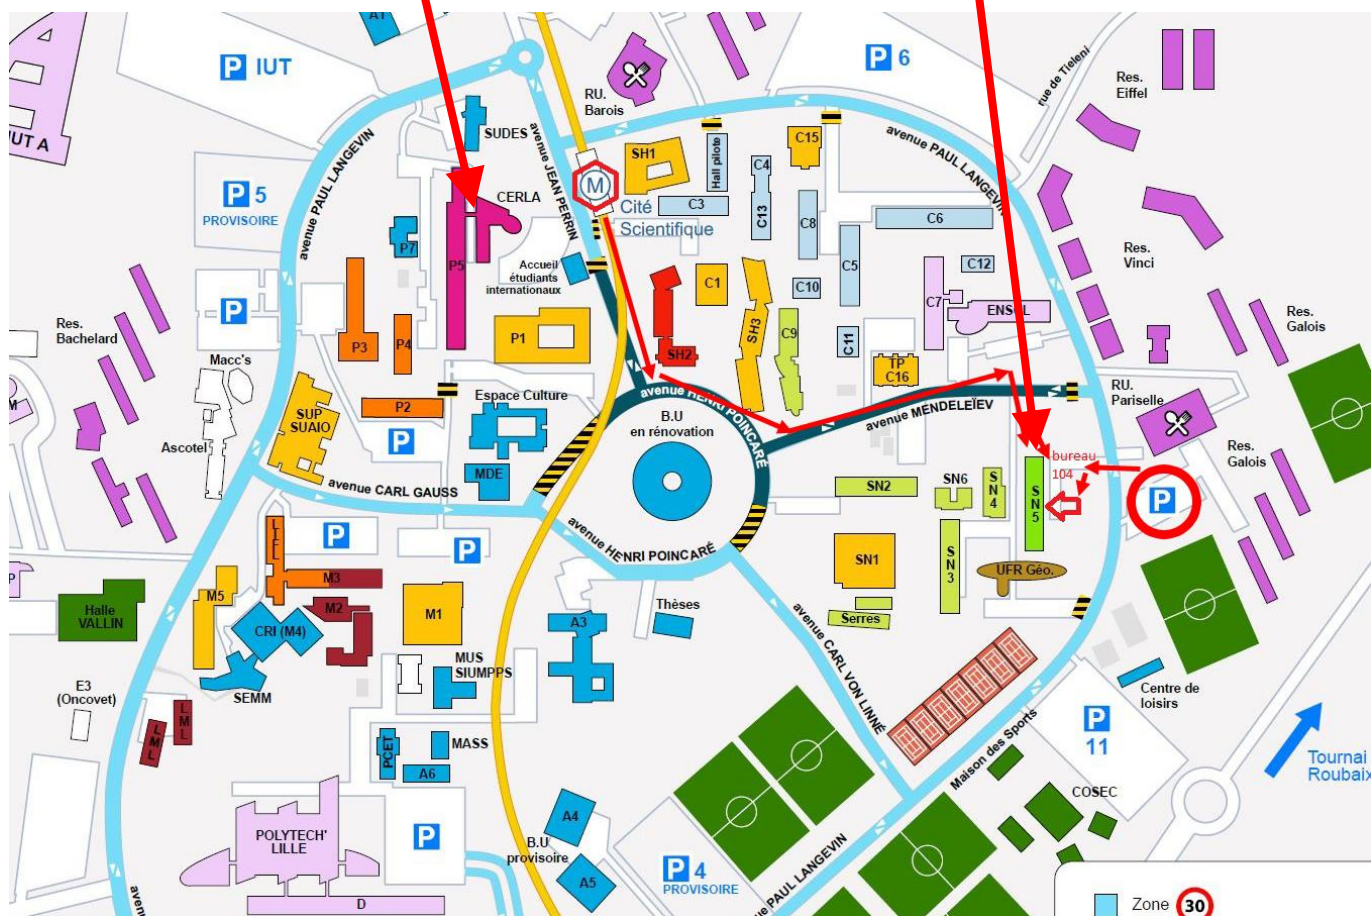 A1
P IUT
RU.
Barois
P 6
rue de Tieleni
Res.
Eiffel
IUT A
SUDES
avenue PAUL LANGEVIN
avenue JEAN PERRIN
SH1
Hall pilote
C4
C15
avenue PAUL LANGEVIN
P 5
PROVISOIRE
CERLA
M
Cité
Scientifique
C3
C13
C8
C6
P7
P5
Accueil
étudiants
internationaux
C1
C5
C12
C10
C7
ENSCL
Res.
Vinci
Res.
Galois
Res.
Bachelard
P
P3
P4
P1
SH2
SH3
C9
C11
TP
C16
Macc's
M
P2
Espace Culture
avenue HENRI POINCARÉ
B.U
en rénovation
avenue MENDELEÏEV
RU.
Pariselle
SUP
SUAIO
Ascotel
P
MDE
bureau
104
Res.
Galois
avenue CARL GAUSS
SN2
SN6
SN4
SN5
P
LIFL
P
P
avenue HENRI POINCARÉ
SN1
SN3
UFR Géo.
P
Halle
VALLIN
M5
M3
M2
CRI (M4)
M1
Thèses
A3
Serres
avenue CARL VON LINNÉ
SEMM
MUS
SIUMPPS
E3
(Oncovet)
LML
LML
Centre de
loisirs
P
11
Maison des Sports
PCET
MASS
A6
Tournai
Roubaix
COSEC
POLYTECH'
LILLE
P
A4
B.U
provisoire
A5
P 4
PROVISOIRE
avenue PAUL LANGEVIN
D
avenue
Zone 30